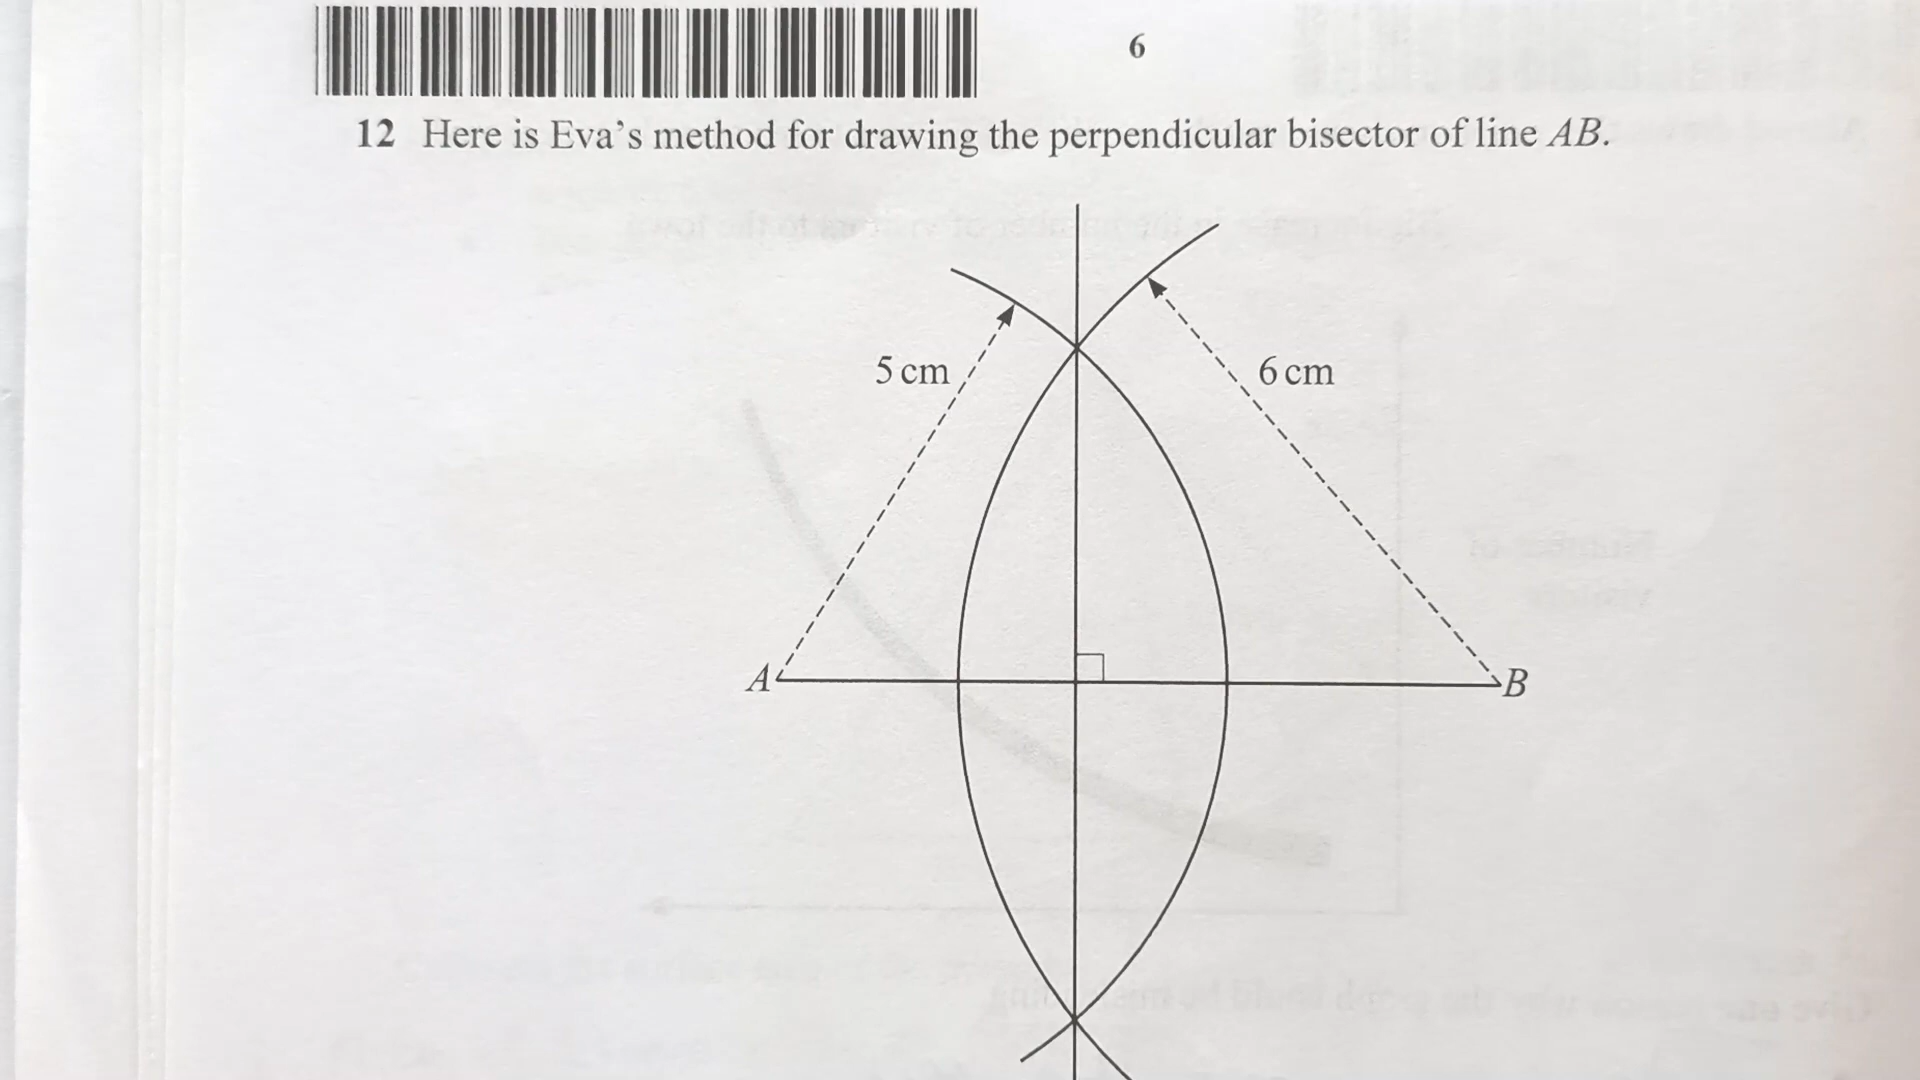 6
12 Here is Eva's method for drawing the perpendicular bisector of line AB.
5 cm
6 cm
A
B